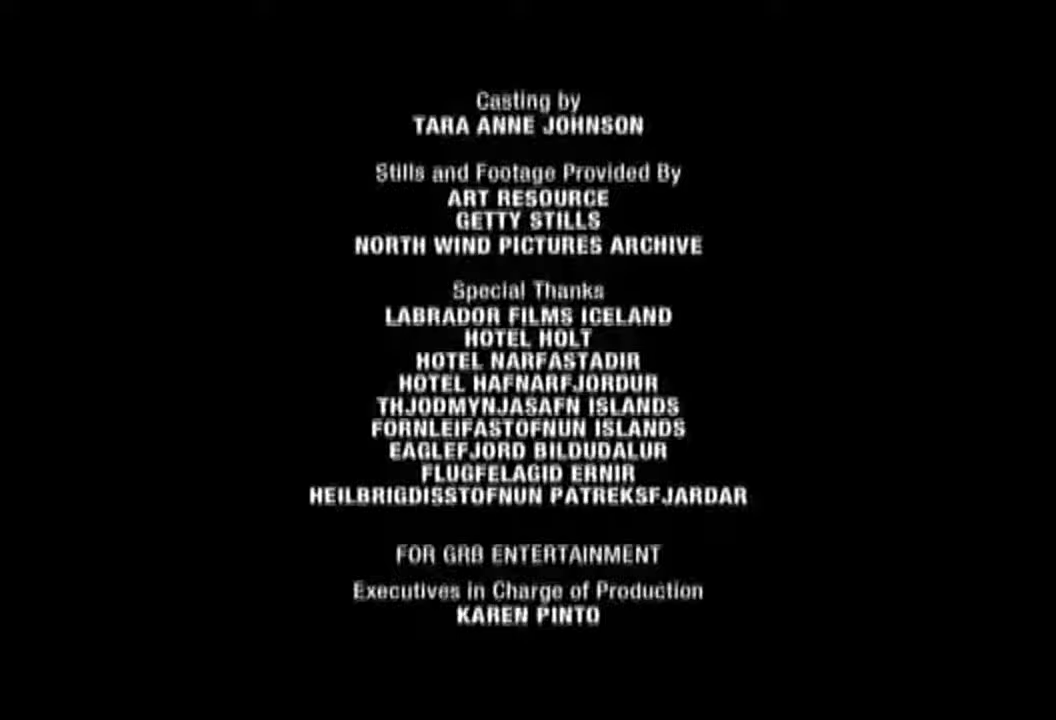 Casting by
TARA ANNE JOHNSON
Stills and Footage Provided By
ART RESOURCE
GETTY STILLS
NORTH WIND PICTURES ARCHIVE
Special Thanks
LABRADOR FILMS ICELAND
HOTEL HOLT
HOTEL NARFASTADIR
HOTEL HAFNARFJORDUR
THJODMYNJASAFN ISLANDS
FORNLEIFASTOFNUN ISLANDS
EAGLEFJORD BILDUDALUR
FLUGFELAGID ERNIR
HEILBRIGDISSTOFNUN PATREKSFJARDAR
FOR GRB ENTERTAINMENT
Executives in Charge of Production
KAREN PINTO